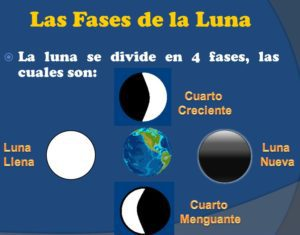 Las Fases de la Luna
La luna se divide en 4 fases, las
cuales son:
Cuarto
Creciente
Luna
Llena
Luna
Nueva
Cuarto
Menguante